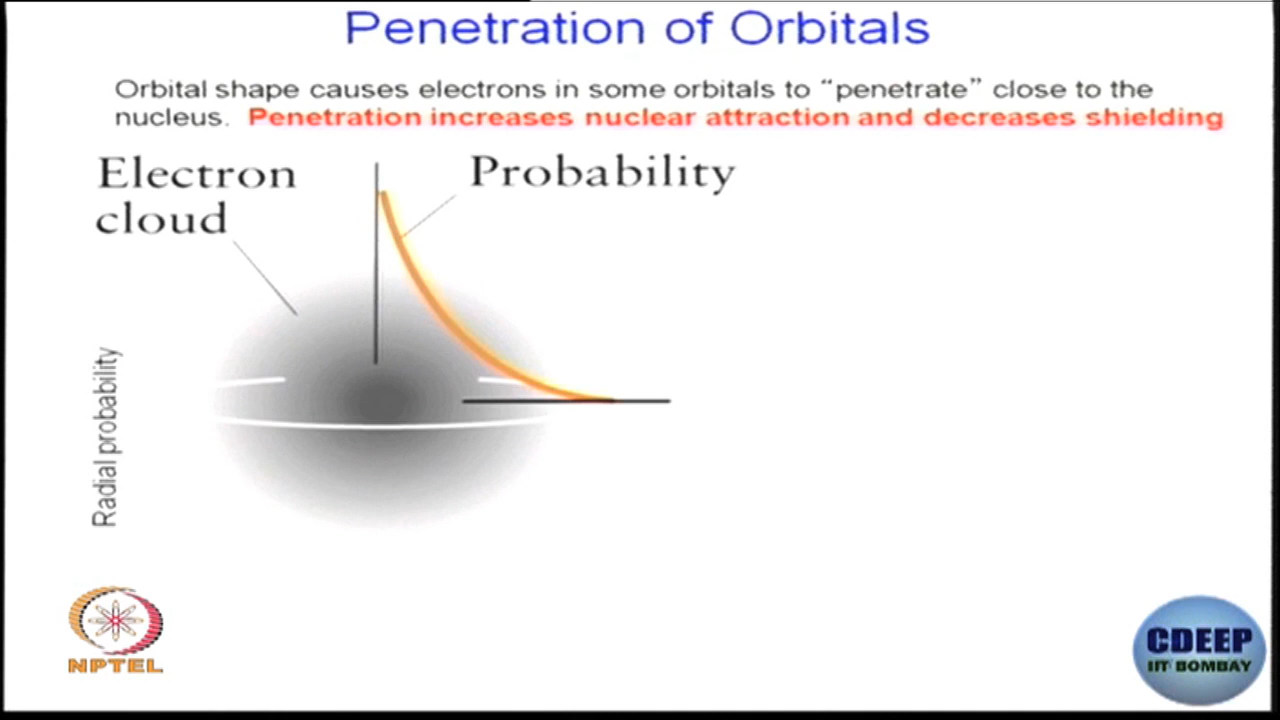 Penetration of Orbitals
Orbital shape causes electrons in some orbitals to “penetrate” close to the
nucleus. Penetration increases nuclear attraction and decreases shielding
Electron
cloud
Probability
Radial probability
NPTEL
CDEEP
IIT BOMBAY